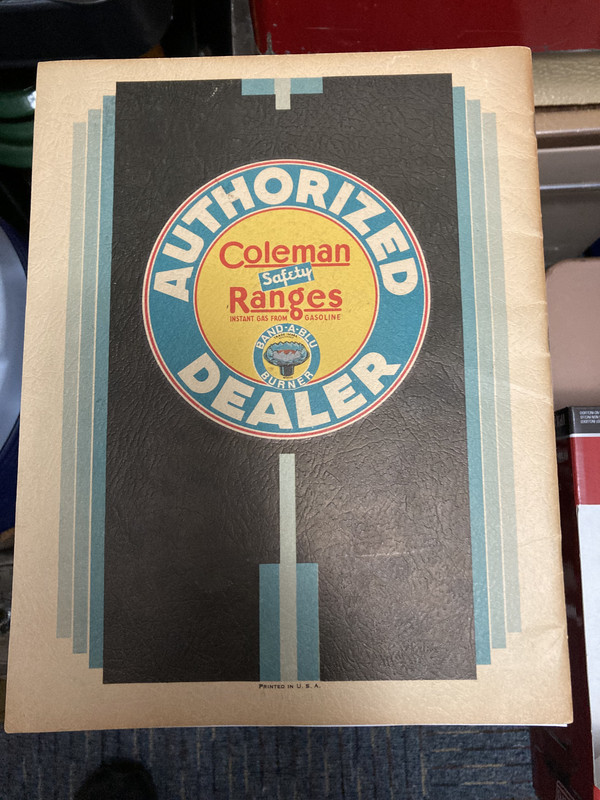 AUTHORIZED
Coleman
Safety
Ranges
INSTANT GAS FROM GASOLINE
BAND-A-BLU
BURNER
DEALER
PRINTED IN U. S. A.